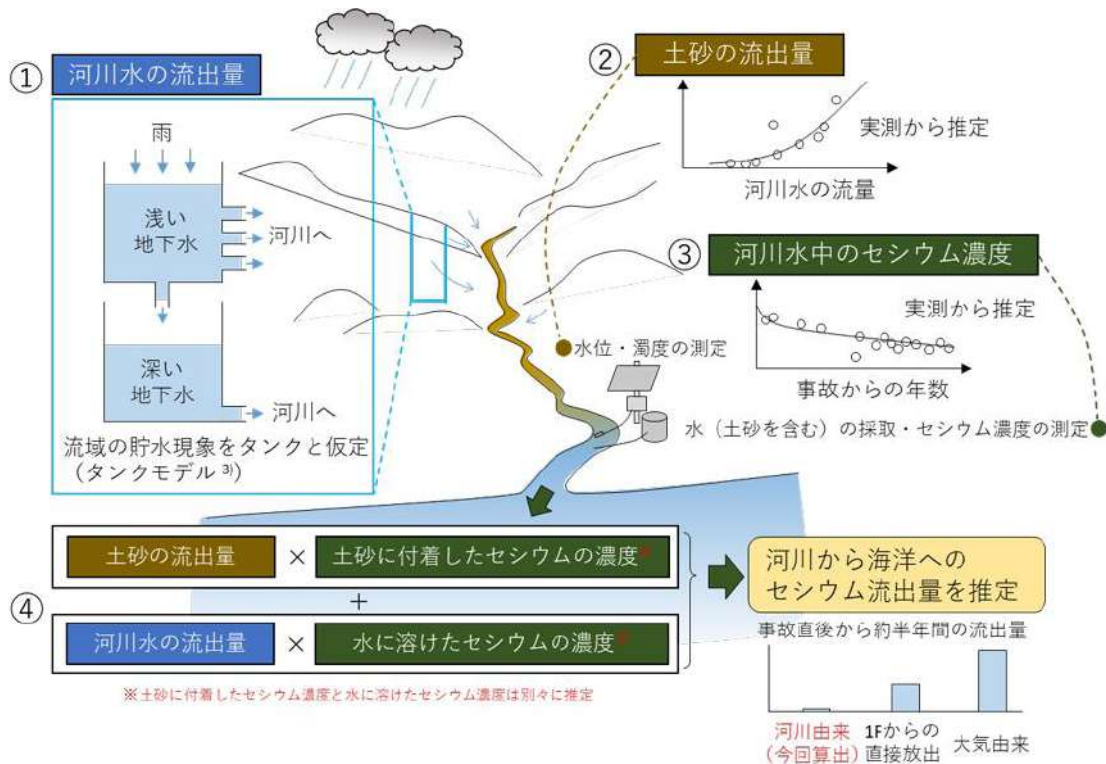 ①
河川水の流出量
雨
浅い
地下水
河川へ
深い
地下水
河川へ
流域の貯水現象をタンクと仮定
（タンクモデル 3)）
②
土砂の流出量
実測から推定
河川水の流量
③
河川水中のセシウム濃度
実測から推定
事故からの年数
水位・濁度の測定
水（土砂を含む）の採取・セシウム濃度の測定
④
土砂の流出量 × 土砂に付着したセシウムの濃度※
+
河川水の流出量 × 水に溶けたセシウムの濃度※
※土砂に付着したセシウム濃度と水に溶けたセシウム濃度は別々に推定
河川から海洋への
セシウム流出量を推定
事故直後から約半年間の流出量
河川由来
（今回算出）
1Fからの
直接放出
大気由来